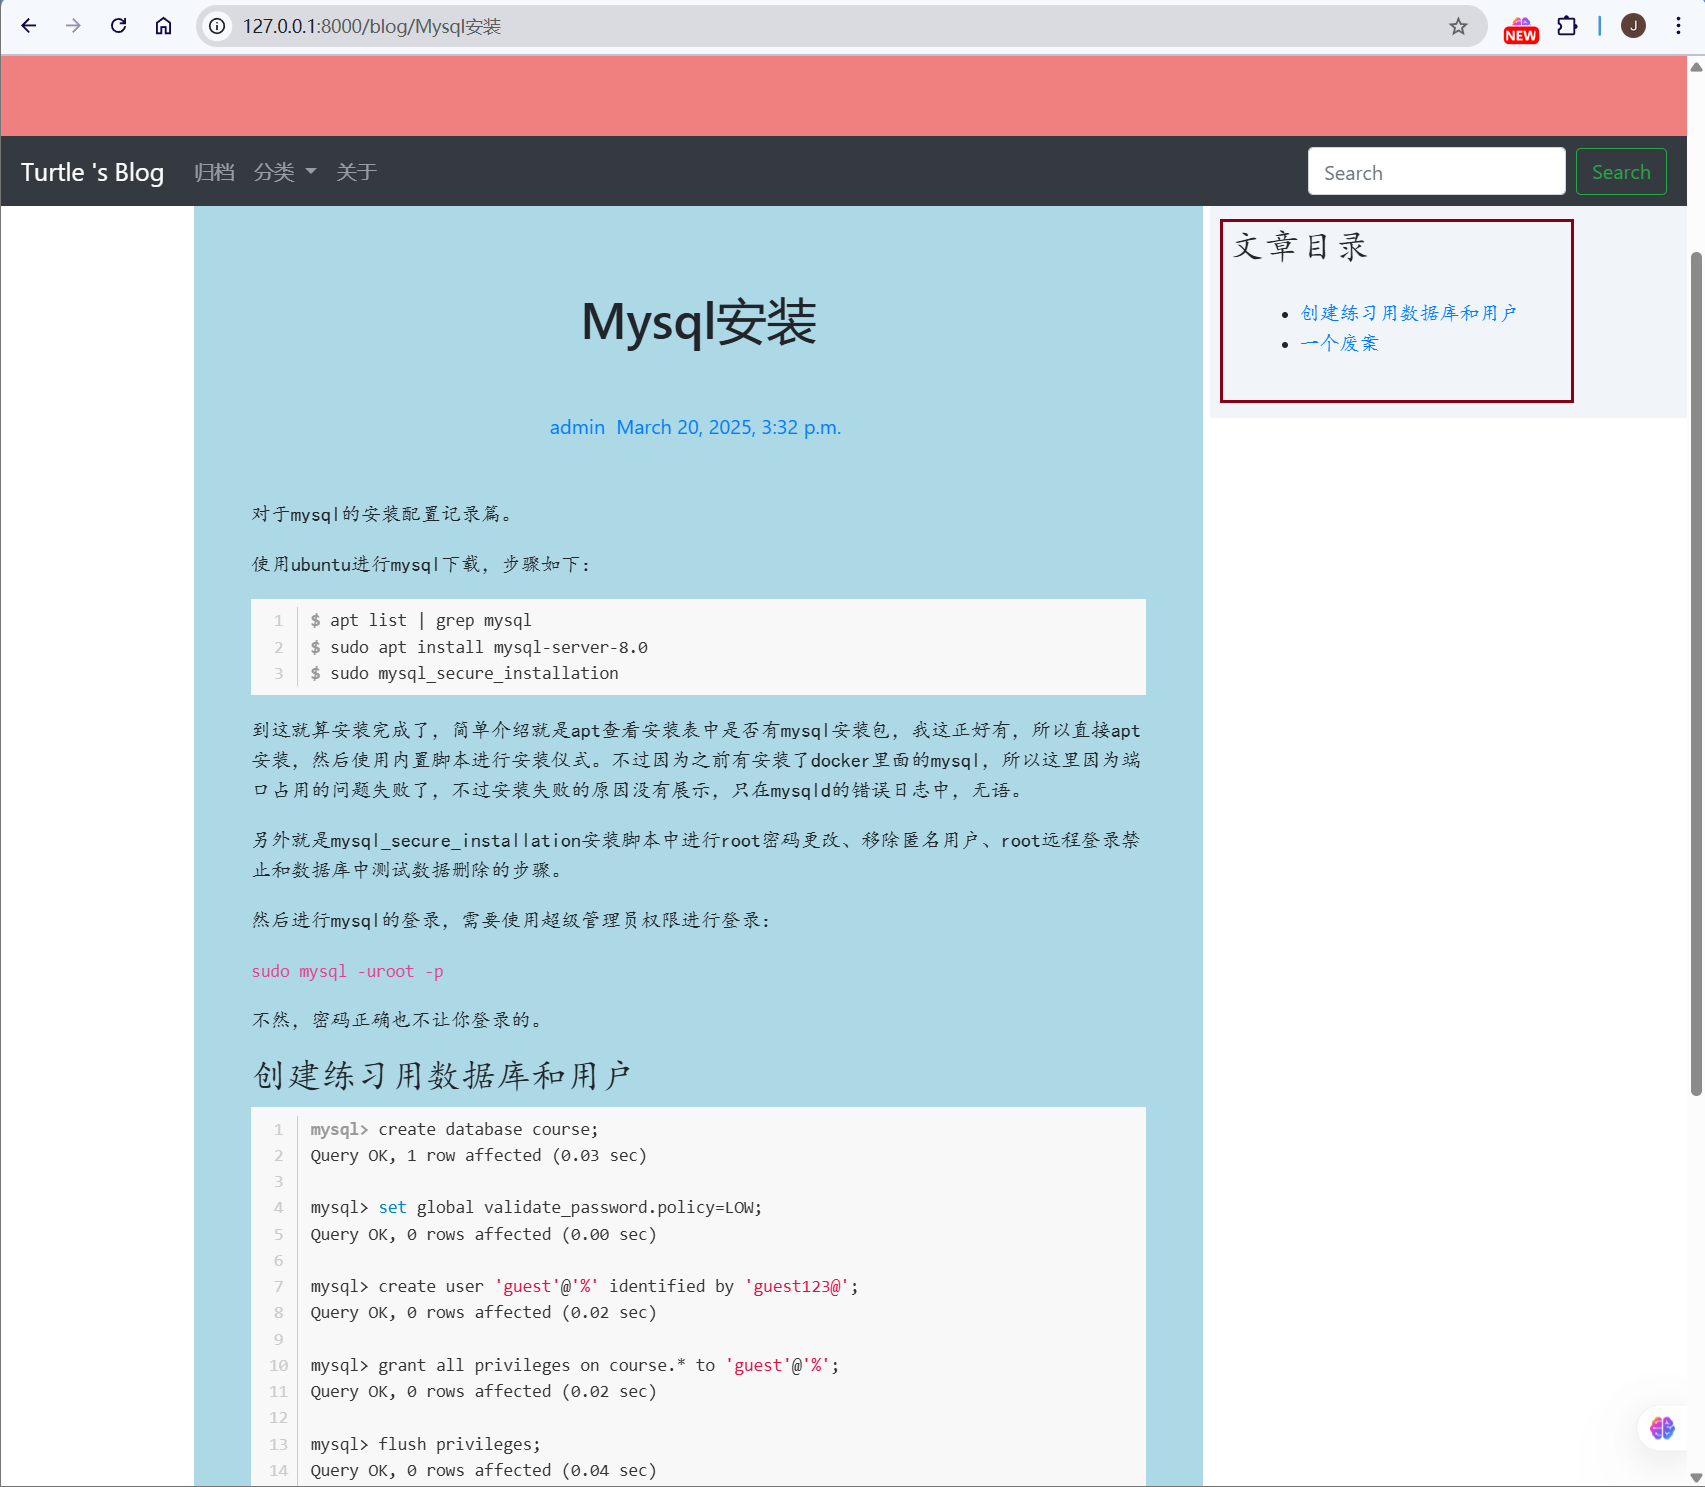 127.0.0.1:8000/blog/Mysql安装
NEW
J
Turtle 's Blog
归档
分类
关于
Search
Search
文章目录
创建练习用数据库和用户
一个废案
Mysql安装
admin March 20, 2025, 3:32 p.m.
对于mysql的安装配置记录篇。
使用ubuntu进行mysql下载，步骤如下：
1 $ apt list | grep mysql
2 $ sudo apt install mysql-server-8.0
3 $ sudo mysql_secure_installation
到这就算安装完成了，简单介绍就是apt查看安装表中是否有mysql安装包，我这正好有，所以直接apt
安装，然后使用内置脚本进行安装仪式。不过因为之前有安装了docker里面的mysql，所以这里因为端
口占用的问题失败了，不过安装失败的原因没有展示，只在mysqld的错误日志中，无语。
另外就是mysql_secure_installation安装脚本中进行root密码更改、移除匿名用户、root远程登录禁
止和数据库中测试数据删除的步骤。
然后进行mysql的登录，需要使用超级管理员权限进行登录：
sudo mysql -uroot -p
不然，密码正确也不让你登录的。
创建练习用数据库和用户
1 mysql> create database course;
2 Query OK, 1 row affected (0.03 sec)
3
4 mysql> set global validate_password.policy=LOW;
5 Query OK, 0 rows affected (0.00 sec)
6
7 mysql> create user 'guest'@'%' identified by 'guest123@';
8 Query OK, 0 rows affected (0.02 sec)
9
10 mysql> grant all privileges on course.* to 'guest'@'%';
11 Query OK, 0 rows affected (0.02 sec)
12
13 mysql> flush privileges;
14 Query OK, 0 rows affected (0.04 sec)